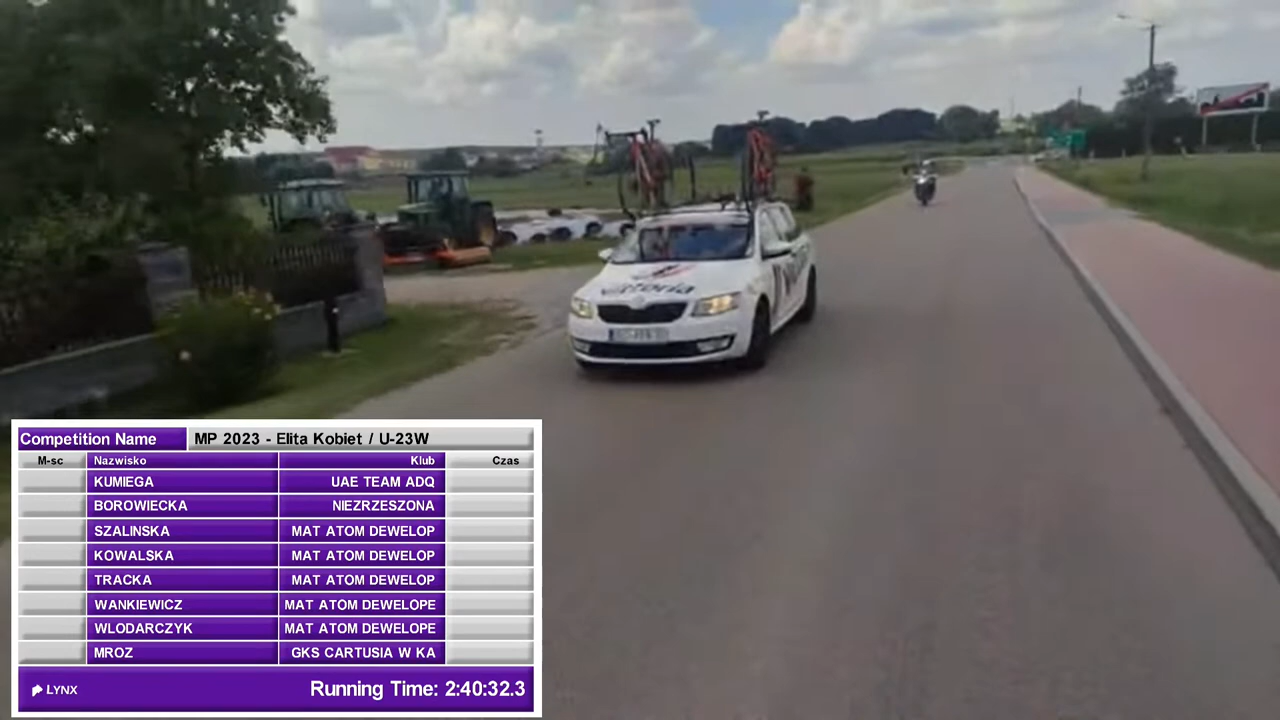 vittoria
Competition Name MP 2023 - Elita Kobiet / U-23W
M-sc Nazwisko Klub Czas
KUMIEGA UAE TEAM ADQ
BOROWIECKA NIEZRZESZONA
SZALINSKA MAT ATOM DEWELOP
KOWALSKA MAT ATOM DEWELOP
TRACKA MAT ATOM DEWELOP
WANKIEWICZ MAT ATOM DEWELOPE
WLODARCZYK MAT ATOM DEWELOPE
MROZ GKS CARTUSIA W KA
LYNX Running Time: 2:40:32.3